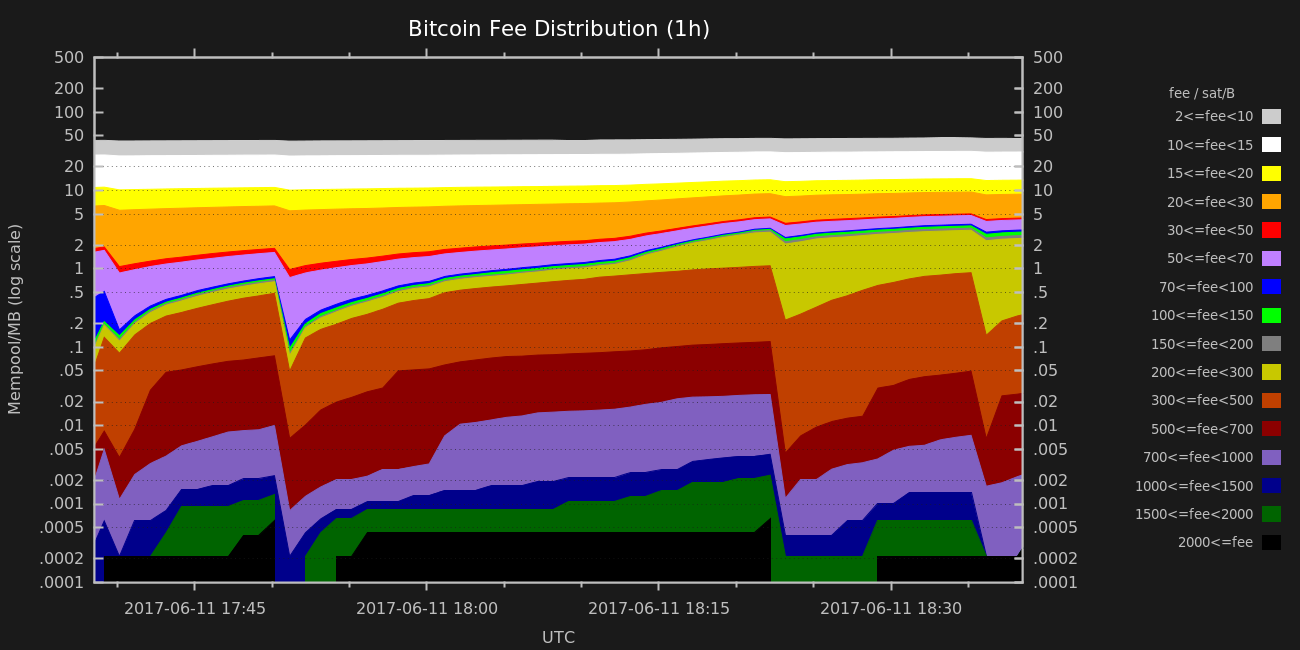 Bitcoin Fee Distribution (1h)
500
200
100
50
20
10
5
2
1
.5
.2
.1
.05
.02
.01
.005
.002
.001
.0005
.0002
.0001
Mempool/MB (log scale)
500
200
100
50
20
10
5
2
1
.5
.2
.1
.05
.02
.01
.005
.002
.001
.0005
.0002
.0001
2017-06-11 17:45
2017-06-11 18:00
2017-06-11 18:15
2017-06-11 18:30
UTC
fee / sat/B
2<=fee<10
10<=fee<15
15<=fee<20
20<=fee<30
30<=fee<50
50<=fee<70
70<=fee<100
100<=fee<150
150<=fee<200
200<=fee<300
300<=fee<500
500<=fee<700
700<=fee<1000
1000<=fee<1500
1500<=fee<2000
2000<=fee